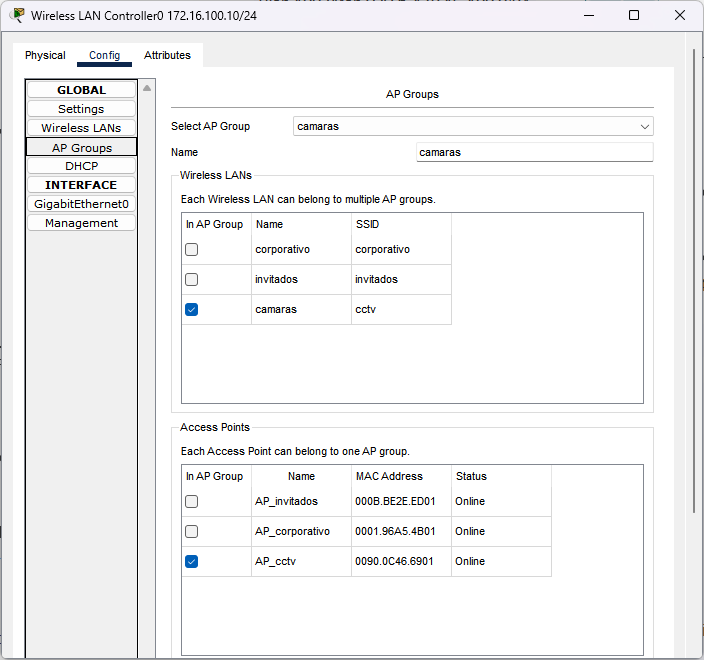 Wireless LAN Controller0 172.16.100.10/24
Physical Config Attributes
GLOBAL
Settings
Wireless LANs
AP Groups
DHCP
INTERFACE
GigabitEthernet0
Management
AP Groups
Select AP Group camaras
Name camaras
Wireless LANs
Each Wireless LAN can belong to multiple AP groups.
In AP Group Name SSID
corporativo corporativo
invitados invitados
camaras cctv
Access Points
Each Access Point can belong to one AP group.
In AP Group Name MAC Address Status
AP_invitados 000B.BE2E.ED01 Online
AP_corporativo 0001.96A5.4B01 Online
AP_cctv 0090.0C46.6901 Online